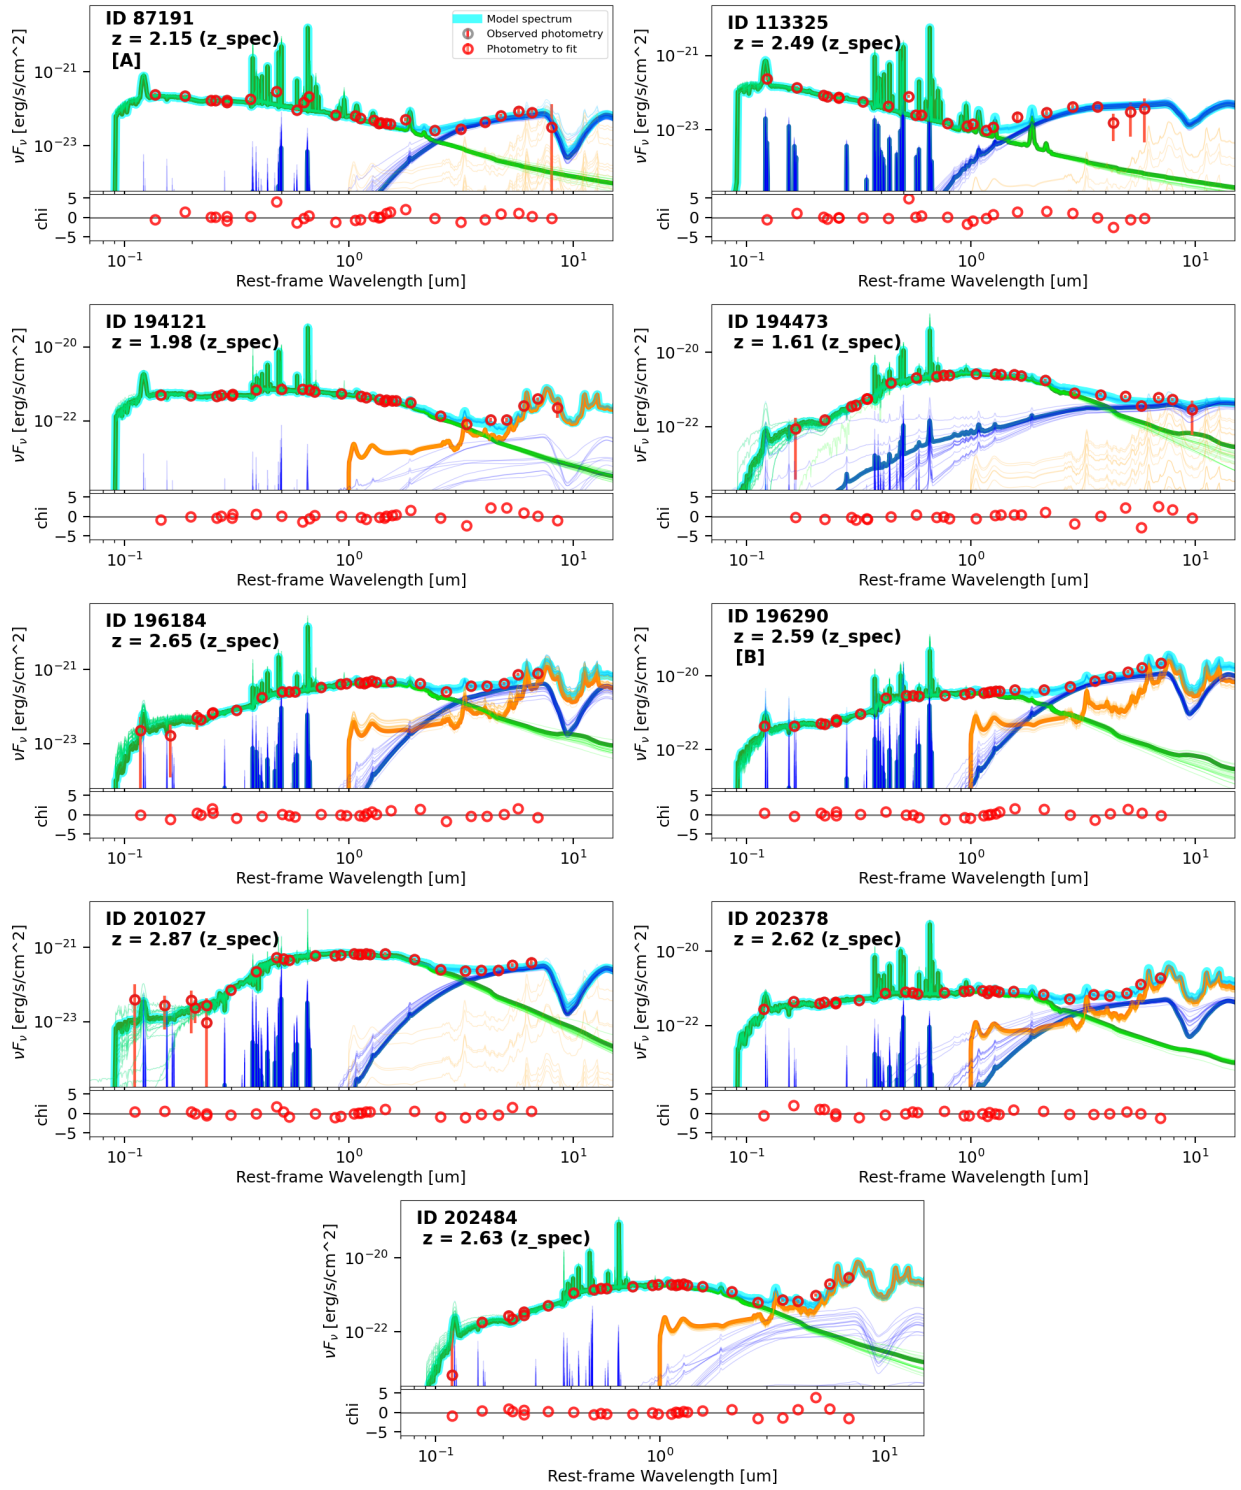 ID 87191
z = 2.15 (z_spec)
[A]
Model spectrum
Observed photometry
Photometry to fit
10^-21
10^-23
νFν [erg/s/cm^2]
5
0
−5
chi
10^-1
10^0
10^1
Rest-frame Wavelength [um]
ID 113325
z = 2.49 (z_spec)
10^-21
10^-23
νFν [erg/s/cm^2]
5
0
−5
chi
10^-1
10^0
10^1
Rest-frame Wavelength [um]
ID 194121
z = 1.98 (z_spec)
10^-20
10^-22
νFν [erg/s/cm^2]
5
0
−5
chi
10^-1
10^0
10^1
Rest-frame Wavelength [um]
ID 194473
z = 1.61 (z_spec)
10^-20
10^-22
νFν [erg/s/cm^2]
5
0
−5
chi
10^-1
10^0
10^1
Rest-frame Wavelength [um]
ID 196184
z = 2.65 (z_spec)
10^-21
10^-23
νFν [erg/s/cm^2]
5
0
−5
chi
10^-1
10^0
10^1
Rest-frame Wavelength [um]
ID 196290
z = 2.59 (z_spec)
[B]
10^-20
10^-22
νFν [erg/s/cm^2]
5
0
−5
chi
10^-1
10^0
10^1
Rest-frame Wavelength [um]
ID 201027
z = 2.87 (z_spec)
10^-21
10^-23
νFν [erg/s/cm^2]
5
0
−5
chi
10^-1
10^0
10^1
Rest-frame Wavelength [um]
ID 202378
z = 2.62 (z_spec)
10^-20
10^-22
νFν [erg/s/cm^2]
5
0
−5
chi
10^-1
10^0
10^1
Rest-frame Wavelength [um]
ID 202484
z = 2.63 (z_spec)
10^-20
10^-22
νFν [erg/s/cm^2]
5
0
−5
chi
10^-1
10^0
10^1
Rest-frame Wavelength [um]